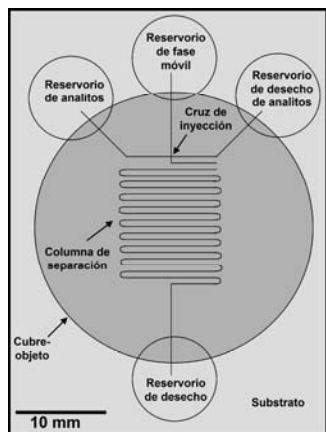 Reservorio
de fase
móvil
Reservorio
de analitos
Reservorio
de desecho
de analitos
Cruz de
inyección
Columna de
separación
Cubre-
objeto
Reservorio
de desecho
Substrato
10 mm